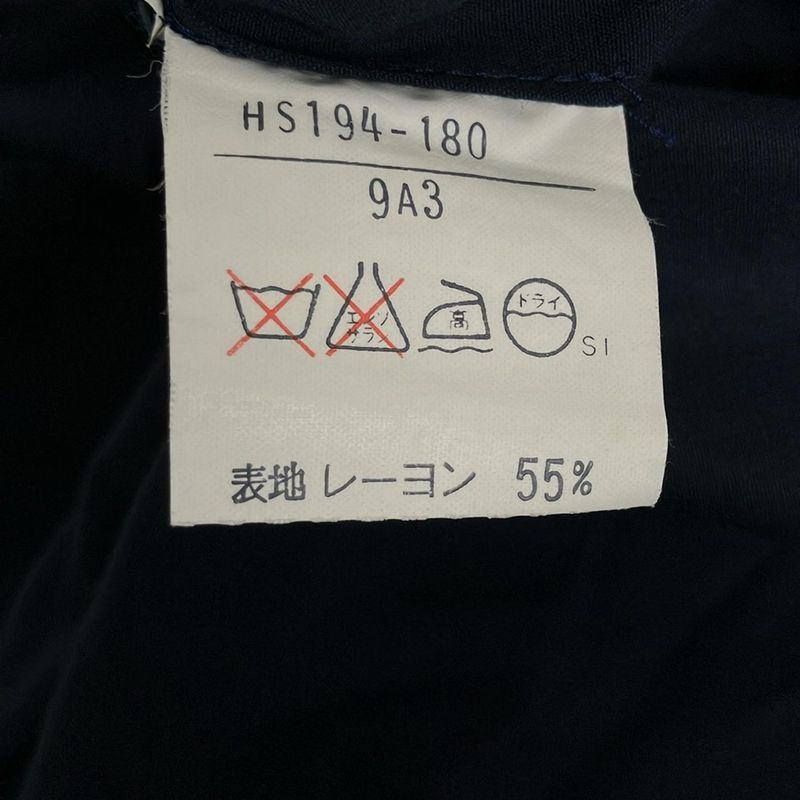 HS194-180
9A3
エンソ
サラシ
高
ドライ
SI
表地 レーヨン 55%